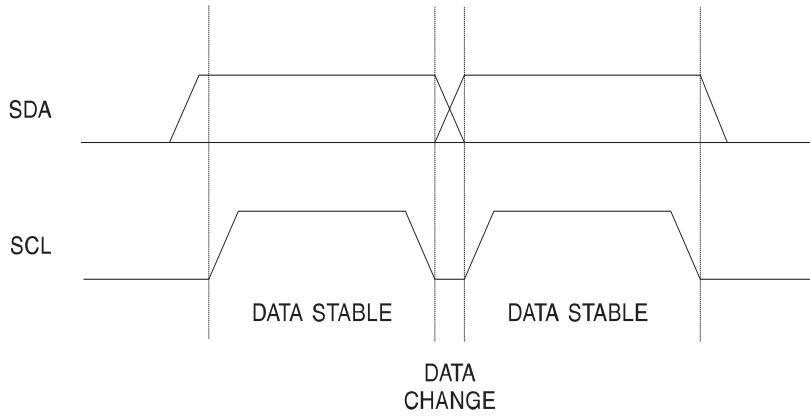 SDA
SCL
DATA STABLE
DATA STABLE
DATA
CHANGE